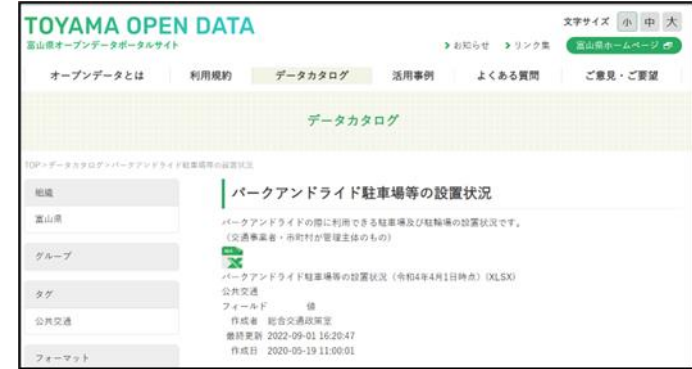 TOYAMA OPEN DATA
富山県オープンデータポータルサイト
文字サイズ 小 中 大
お知らせ リンク集 富山県ホームページ
オープンデータとは 利用規約 データカタログ 活用事例 よくある質問 ご意見・ご要望
データカタログ
TOP>データカタログ>パークアンドライド駐車場等の設置状況
組織
富山県
グループ
タグ
公共交通
フォーマット
パークアンドライド駐車場等の設置状況
パークアンドライドの際に利用できる駐車場及び駐輪場の設置状況です。
（交通事業者・市町村が管理主体のもの）
パークアンドライド駐車場等の設置状況（令和4年4月1日時点）(XLSX)
公共交通
フィールド 値
作成者 総合交通政策室
最終更新 2022-09-01 16:20:47
作成日 2020-05-19 11:00:01